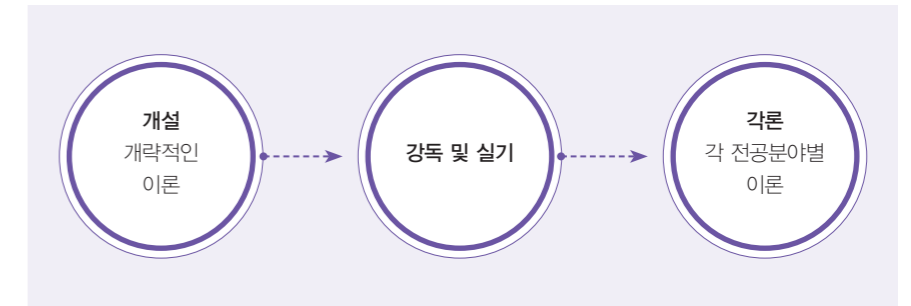 개설
개략적인
이론
강독 및 실기
각론
각 전공분야별
이론